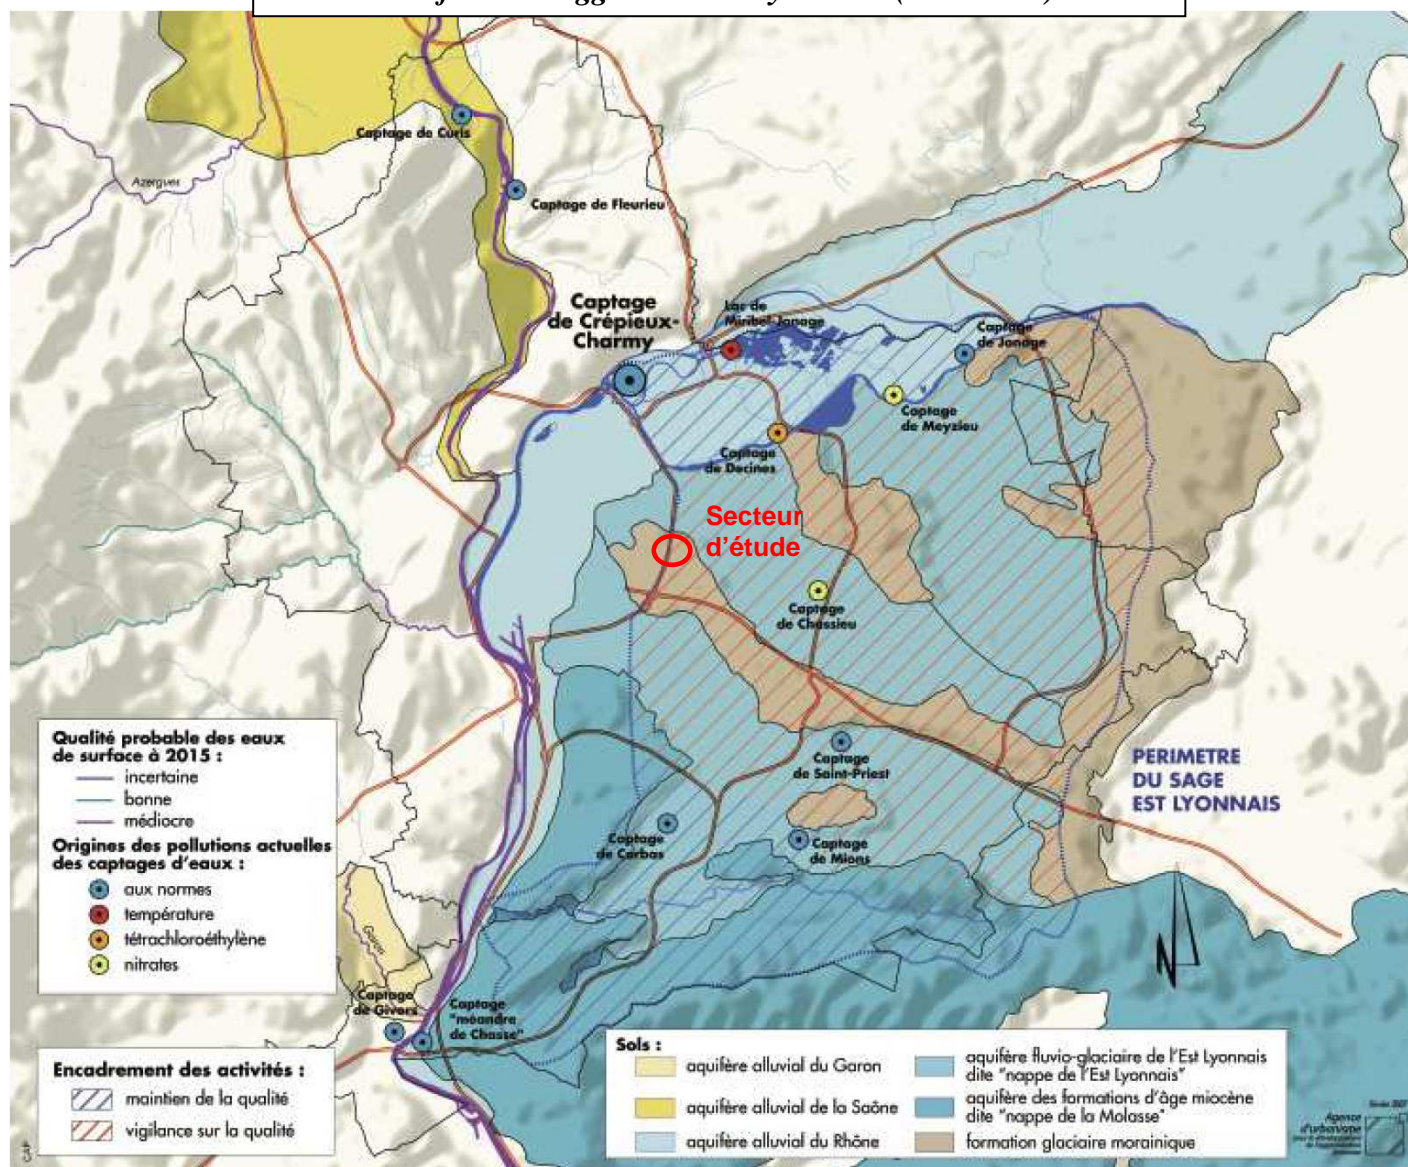 Captage de Curis
Azergues
Captage de Fleurieu
Captage
de Crépieux-
Charmy
Lac de
Miribel-Jonage
Captage
de Jonage
Captage
de Meyzieu
Captage
de Decines
Secteur
d'étude
Captage
de Chassieu
Captage
de Saint-Priest
PERIMETRE
DU SAGE
EST LYONNAIS
Captage
de Corbas
Captage
de Mions
Qualité probable des eaux
de surface à 2015 :
incertaine
bonne
médiocre
Origines des pollutions actuelles
des captages d'eaux :
aux normes
température
tétrachloroéthylène
nitrates
Garon
Captage
de Givors
Captage
"méandre
de Chasse"
N
Encadrement des activités :
maintien de la qualité
vigilance sur la qualité
Sols :
aquifère alluvial du Garon
aquifère alluvial de la Saône
aquifère alluvial du Rhône
aquifère fluvio-glaciaire de l'Est Lyonnais
dite "nappe de l'Est Lyonnais"
aquifère des formations d'âge miocène
dite "nappe de la Molasse"
formation glaciaire morainique
Agence
d'urbanisme